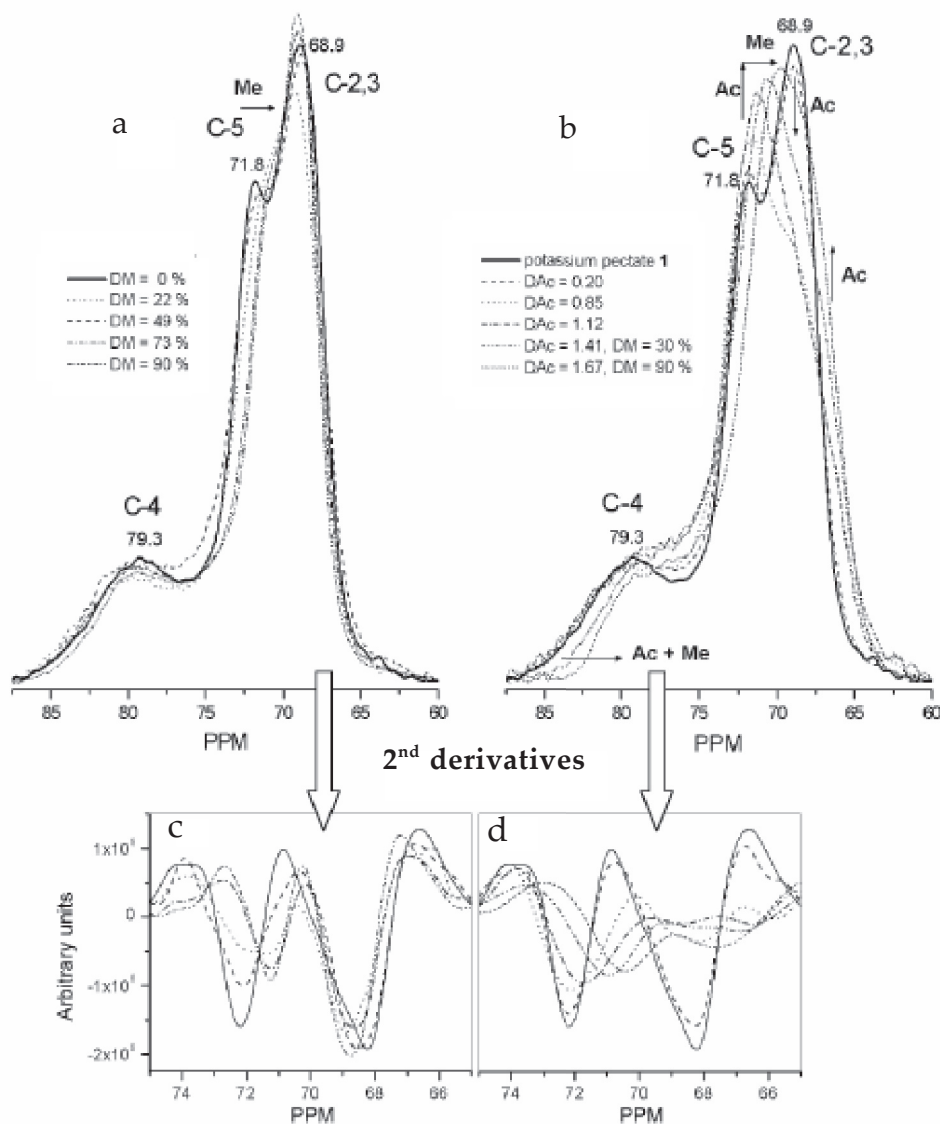 a
Me
68.9
C-2,3
C-5
71.8
DM = 0 %
DM = 22 %
DM = 49 %
DM = 73 %
DM = 90 %
C-4
79.3
85 80 75 70 65 60
PPM
b
68.9
Me
C-2,3
Ac
Ac
C-5
71.8
potassium pectate 1
DAc = 0.20
DAc = 0.85
DAc = 1.12
DAc = 1.41, DM = 30 %
DAc = 1.67, DM = 90 %
Ac
C-4
79.3
Ac + Me
85 80 75 70 65 60
PPM
2nd derivatives
c
Arbitrary units
0
74 72 70 68 66
PPM
d
74 72 70 68 66
PPM